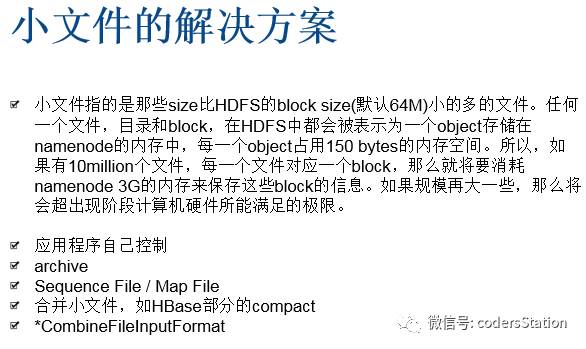 小文件的解决方案
小文件指的是那些size比HDFS的block size(默认64M)小的多的文件。任何
一个文件，目录和block，在HDFS中都会被表示为一个object存储在
namenode的内存中，每一个object占用150 bytes的内存空间。所以，如
果有10million个文件，每一个文件对应一个block，那么就将要消耗
namenode 3G的内存来保存这些block的信息。如果规模再大一些，那么将
会超出现阶段计算机硬件所能满足的极限。
应用程序自己控制
archive
Sequence File / Map File
合并小文件，如HBase部分的compact
*CombineFileInputFormat
微信号: codersStation